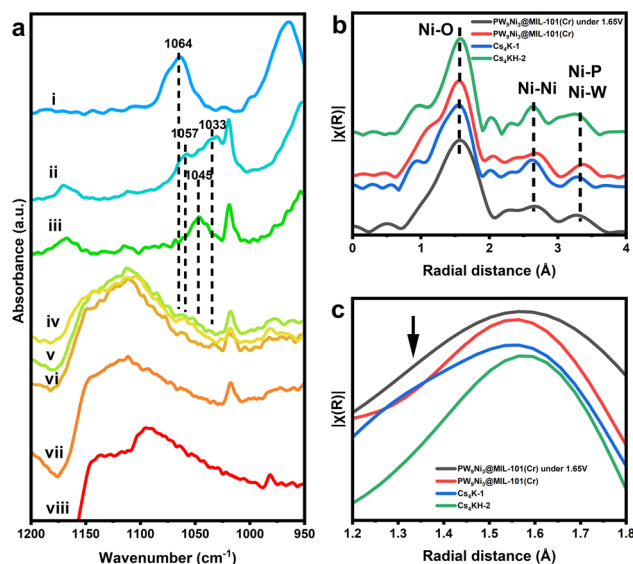 a
1064
1057
1033
1045
i
ii
iii
iv
v
vi
vii
viii
Absorbance (a.u.)
1200 1150 1100 1050 1000 950
Wavenumber (cm⁻¹)
b
PW₉Ni₃@MIL-101(Cr) under 1.65V
PW₉Ni₃@MIL-101(Cr)
Cs₄K-1
Cs₄KH-2
Ni-O
Ni-Ni
Ni-P
Ni-W
|χ(R)|
0 1 2 3 4
Radial distance (Å)
c
|χ(R)|
PW₉Ni₃@MIL-101(Cr) under 1.65V
PW₉Ni₃@MIL-101(Cr)
Cs₄K-1
Cs₄KH-2
1.2 1.3 1.4 1.5 1.6 1.7 1.8
Radial distance (Å)